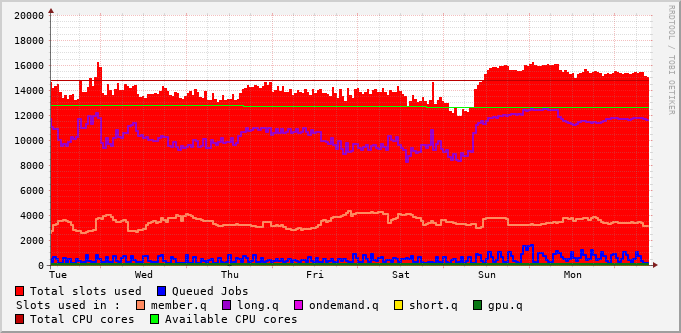 20000
18000
16000
14000
12000
10000
8000
6000
4000
2000
0
Tue Wed Thu Fri Sat Sun Mon
Total slots used Queued Jobs
Slots used in : member.q long.q ondemand.q short.q gpu.q
Total CPU cores Available CPU cores
RRDTOOL / TOBI OETIKER